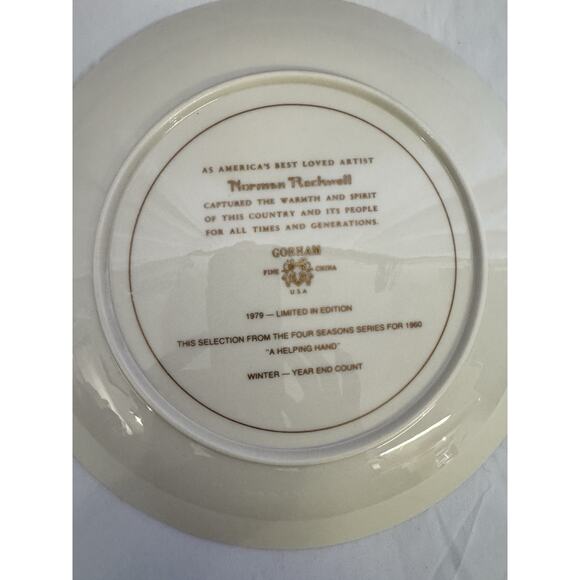 AS AMERICA'S BEST LOVED ARTIST
Norman Rockwell
CAPTURED THE WARMTH AND SPIRIT
OF THIS COUNTRY AND ITS PEOPLE
FOR ALL TIMES AND GENERATIONS.
GORHAM
FINE CHINA
U.S.A
1979 — LIMITED IN EDITION
THIS SELECTION FROM THE FOUR SEASONS SERIES FOR 1960
"A HELPING HAND"
WINTER — YEAR END COUNT